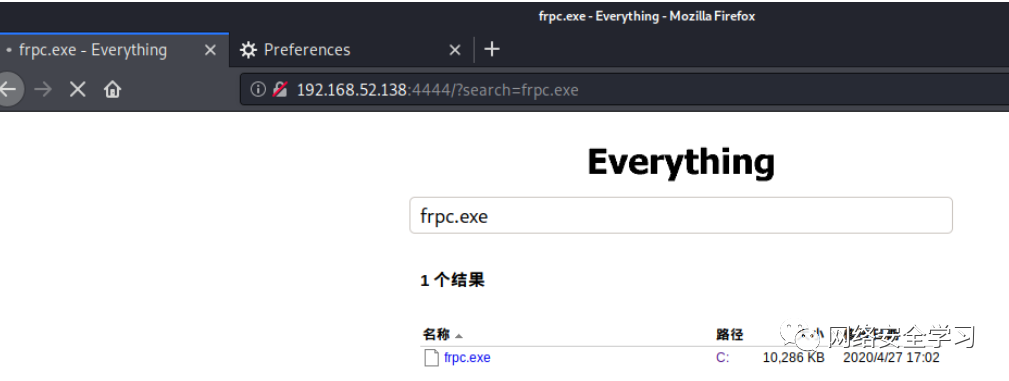 frpc.exe - Everything - Mozilla Firefox
frpc.exe - Everything
Preferences
192.168.52.138:4444/?search=frpc.exe
Everything
frpc.exe
1 个结果
名称 路径
frpc.exe C: 10,286 KB 2020/4/27 17:02
网络安全学习